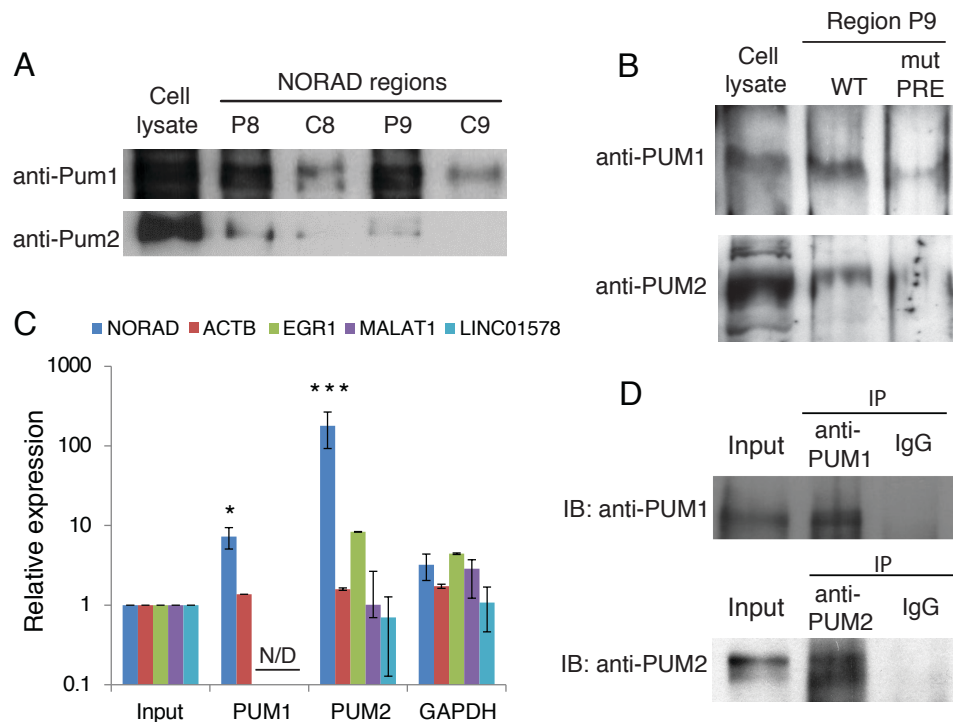 A
Cell
lysate
NORAD regions
P8 C8 P9 C9
anti-Pum1
anti-Pum2
B
Cell
lysate
Region P9
WT
mut
PRE
anti-PUM1
anti-PUM2
C
NORAD ACTB EGR1 MALAT1 LINC01578
Relative expression
1000
100
10
1
0.1
*
***
N/D
Input PUM1 PUM2 GAPDH
D
IP
Input
anti-
PUM1
IgG
IB: anti-PUM1
IP
Input
anti-
PUM2
IgG
IB: anti-PUM2